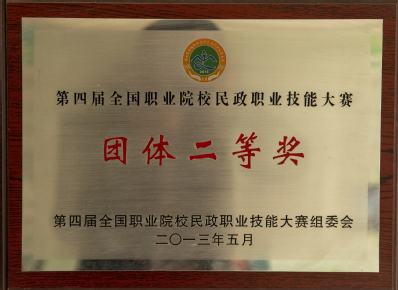 第四届全国职业院校民政职业技能大赛
团体二等奖
第四届全国职业院校民政职业技能大赛组委会
二〇一三年五月